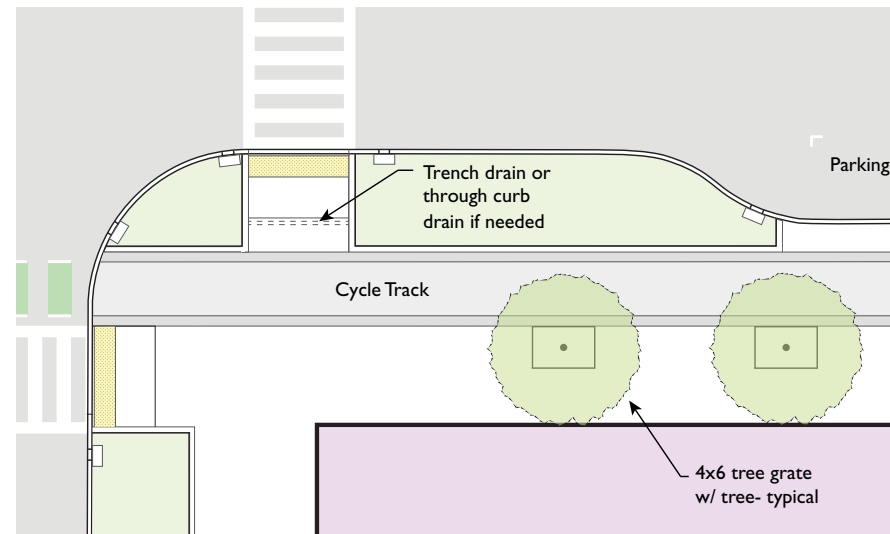 Parking
Trench drain or
through curb
drain if needed
Cycle Track
4x6 tree grate
w/ tree- typical